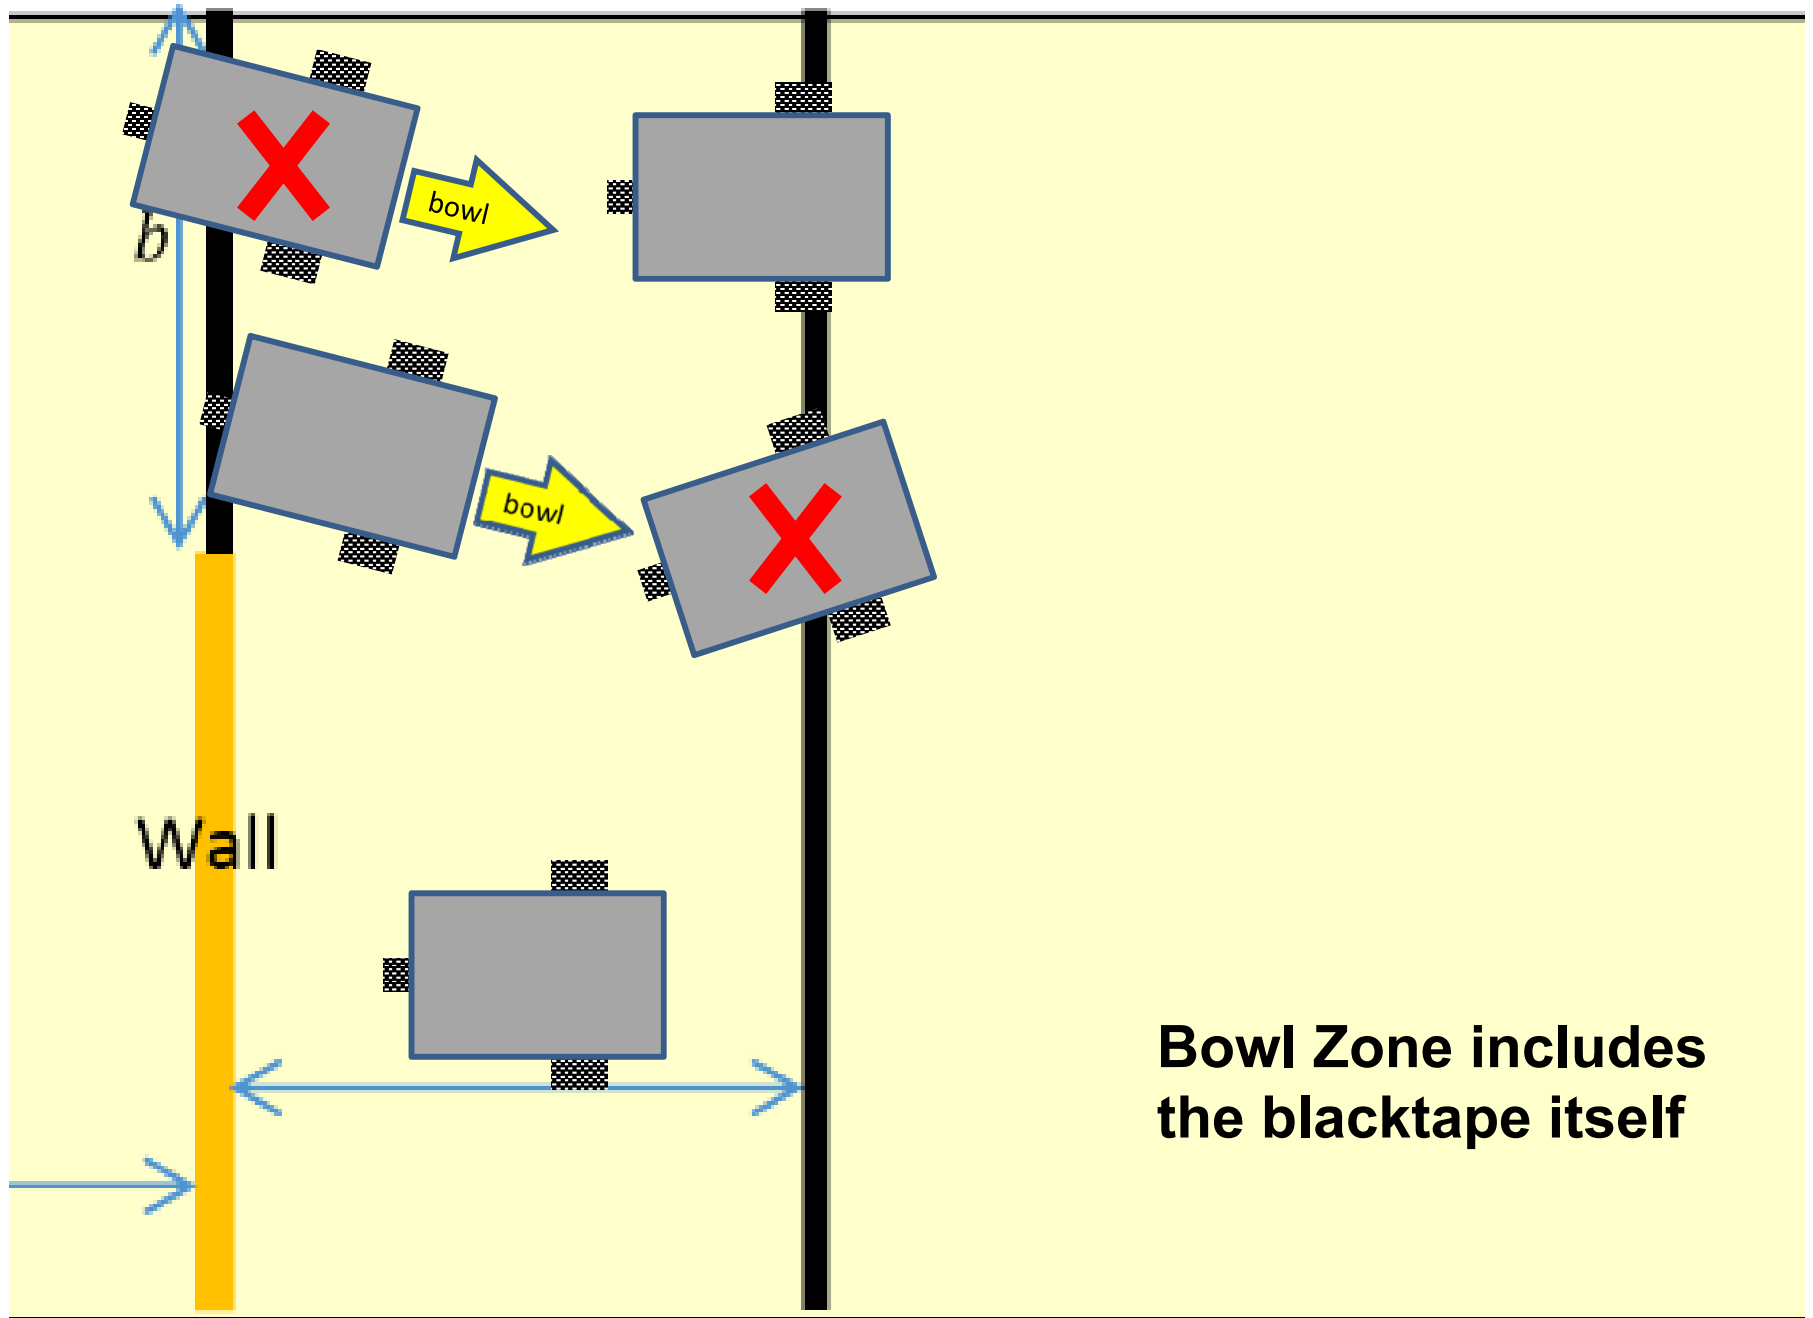 bowl
b
bowl
Wall
Bowl Zone includes
the blacktape itself